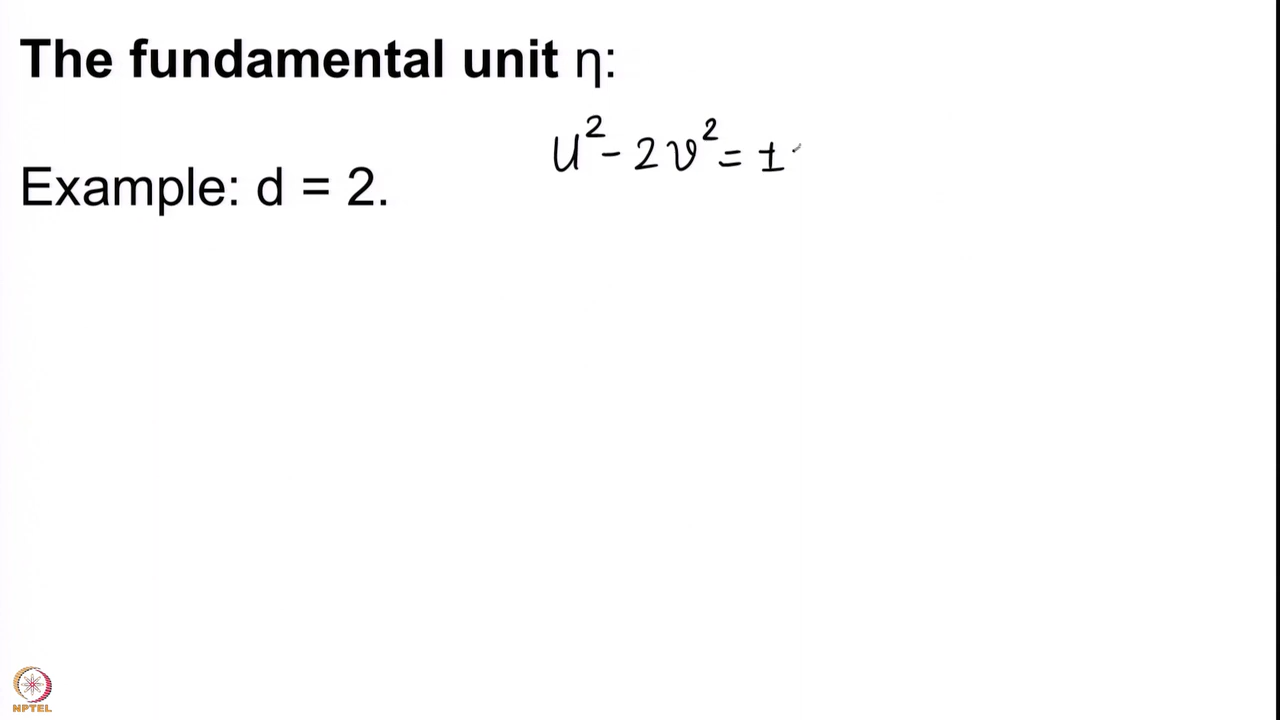 The fundamental unit η:
u² - 2v² = ±
Example: d = 2.
NPTEL